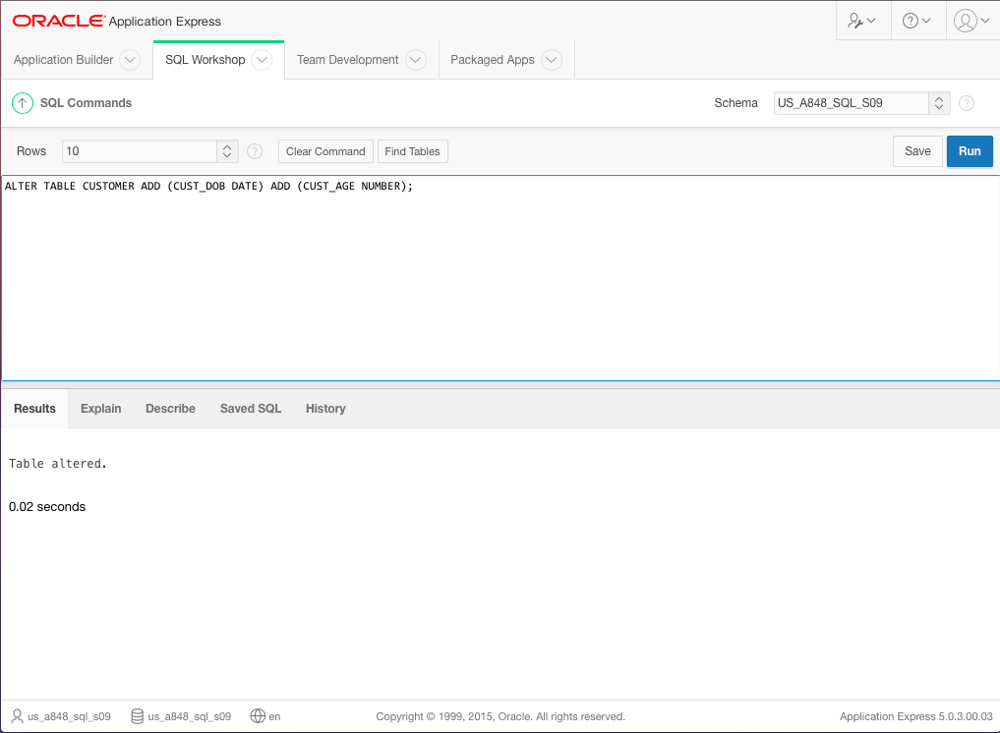 ORACLE® Application Express
Application Builder SQL Workshop Team Development Packaged Apps
SQL Commands Schema US_A848_SQL_S09
Rows 10 Clear Command Find Tables Save Run
ALTER TABLE CUSTOMER ADD (CUST_DOB DATE) ADD (CUST_AGE NUMBER);
Results Explain Describe Saved SQL History
Table altered.
0.02 seconds
us_a848_sql_s09 us_a848_sql_s09 en Copyright © 1999, 2015, Oracle. All rights reserved. Application Express 5.0.3.00.03